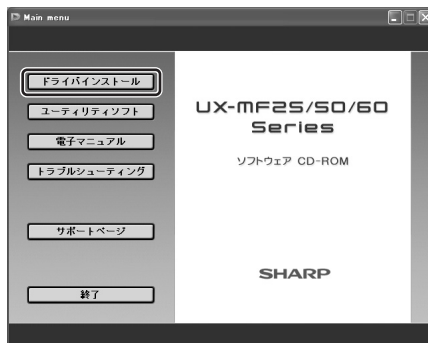 Main menu
ドライバインストール
ユーティリティソフト
電子マニュアル
トラブルシューティング
サポートページ
終了
UX-MF25/50/60
Series
ソフトウェア CD-ROM
SHARP